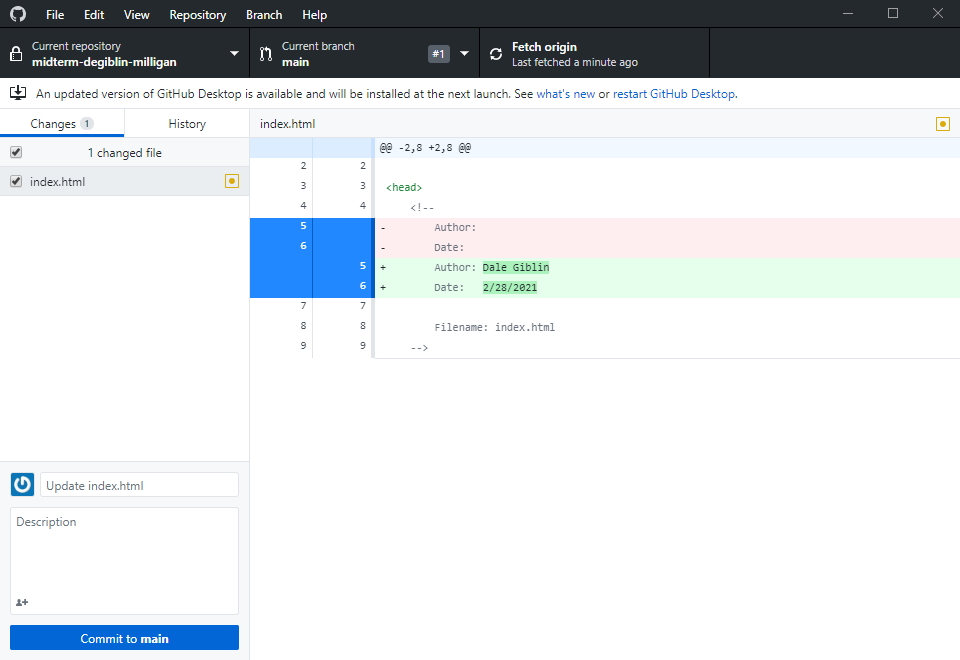 File Edit View Repository Branch Help
Current repository
midterm-degiblin-milligan
Current branch
main
#1
Fetch origin
Last fetched a minute ago
An updated version of GitHub Desktop is available and will be installed at the next launch. See what's new or restart GitHub Desktop.
Changes 1
History
index.html
1 changed file
index.html
@@ -2,8 +2,8 @@
2 2
3 3 <head>
4 4 <!--
5 - Author:
6 - Date:
5 + Author: Dale Giblin
6 + Date: 2/28/2021
7 7
8 8 Filename: index.html
9 9 -->
Update index.html
Description
Commit to main